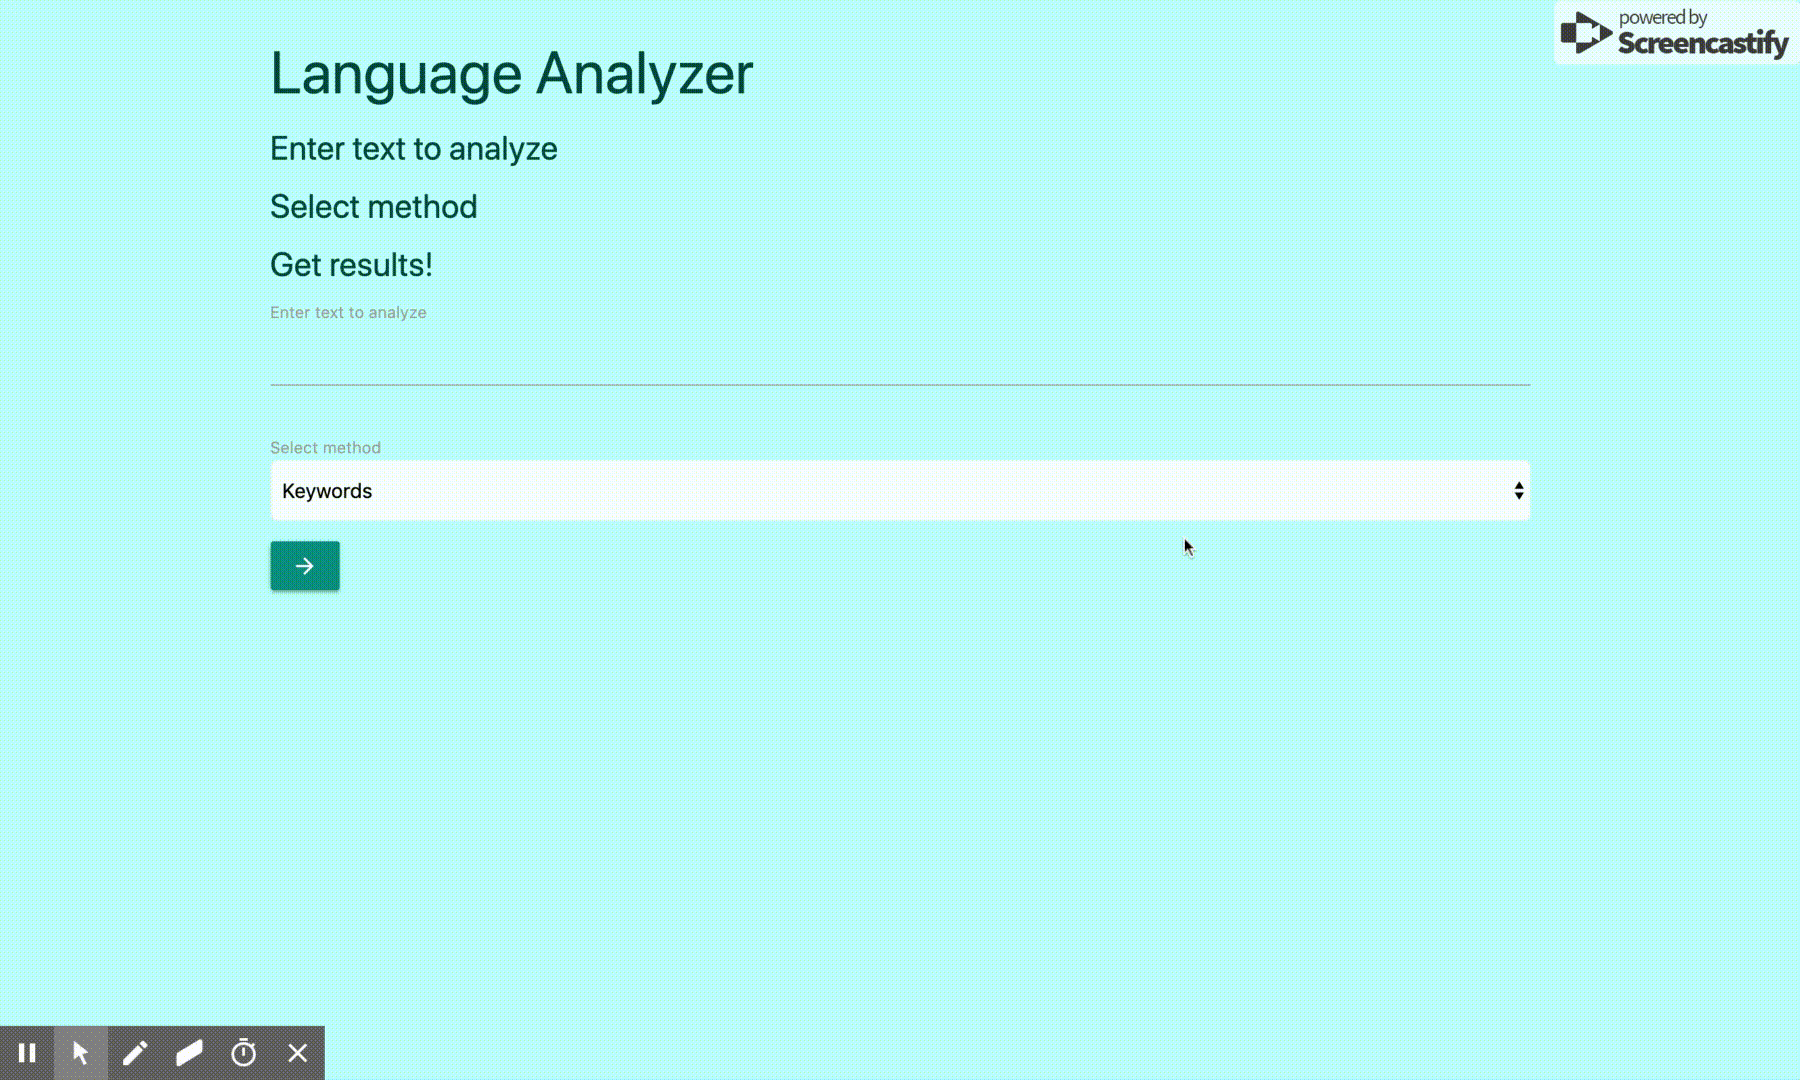 powered by
Screencastify
Language Analyzer
Enter text to analyze
Select method
Get results!
Enter text to analyze
Select method
Keywords